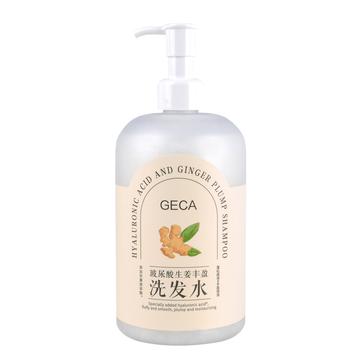 HYALURONIC ACID AND GINGER PLUMP SHAMPOO
GECA
玻尿酸生姜丰盈
洗发水
Specially added hyaluronic acid*,
fluffy and smooth, plump and moisturizing